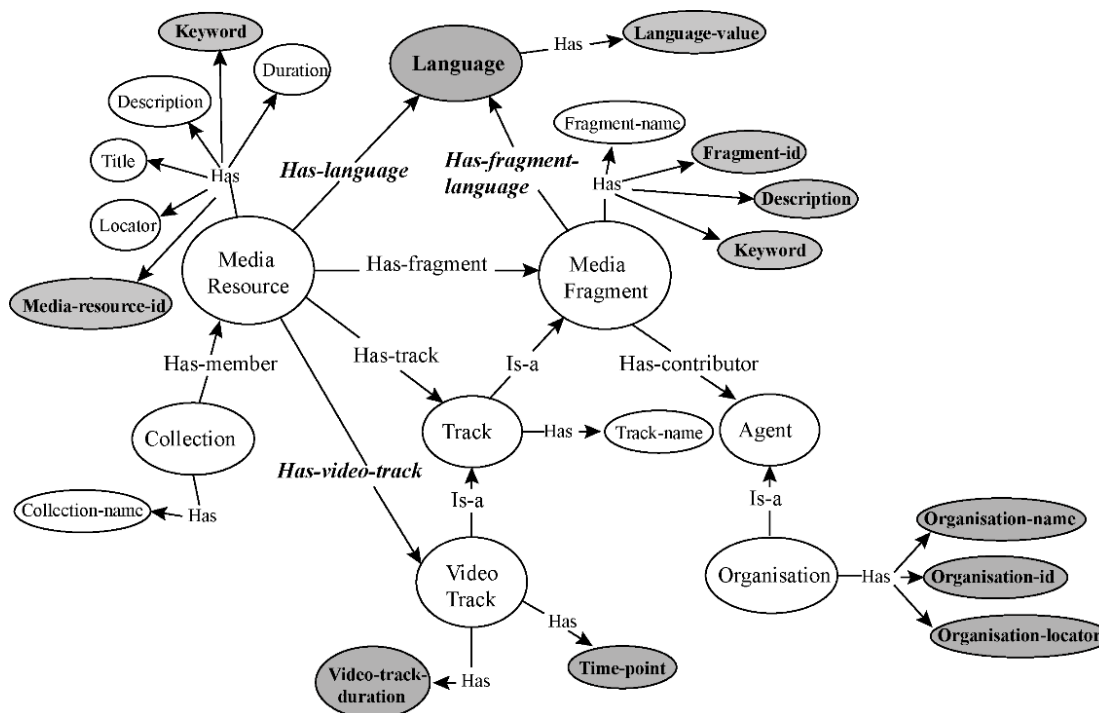 Keyword
Language-value
Has
Language
Duration
Description
Fragment-name
Title
Has
Has-language
Has-fragment-
language
Fragment-id
Has
Description
Locator
Keyword
Media
Resource
Has-fragment
Media
Fragment
Media-resource-id
Has-member
Has-track
Is-a
Has-contributor
Collection
Track
Has
Track-name
Agent
Has-video-track
Is-a
Is-a
Collection-name
Has
Organisation-name
Video
Track
Organisation
Has
Organisation-id
Has
Organisation-locator
Video-track-
duration
Has
Time-point